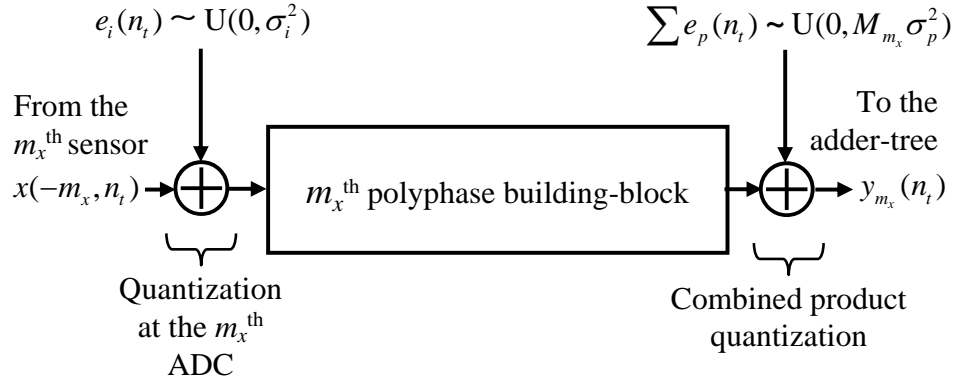 e_i(n_t) ~ U(0, σ_i^2)
∑ e_p(n_t) ~ U(0, M_{m_x} σ_p^2)
From the
m_x^th sensor
x(−m_x, n_t)
m_x^th polyphase building-block
To the
adder-tree
y_{m_x}(n_t)
Quantization
at the m_x^th
ADC
Combined product
quantization